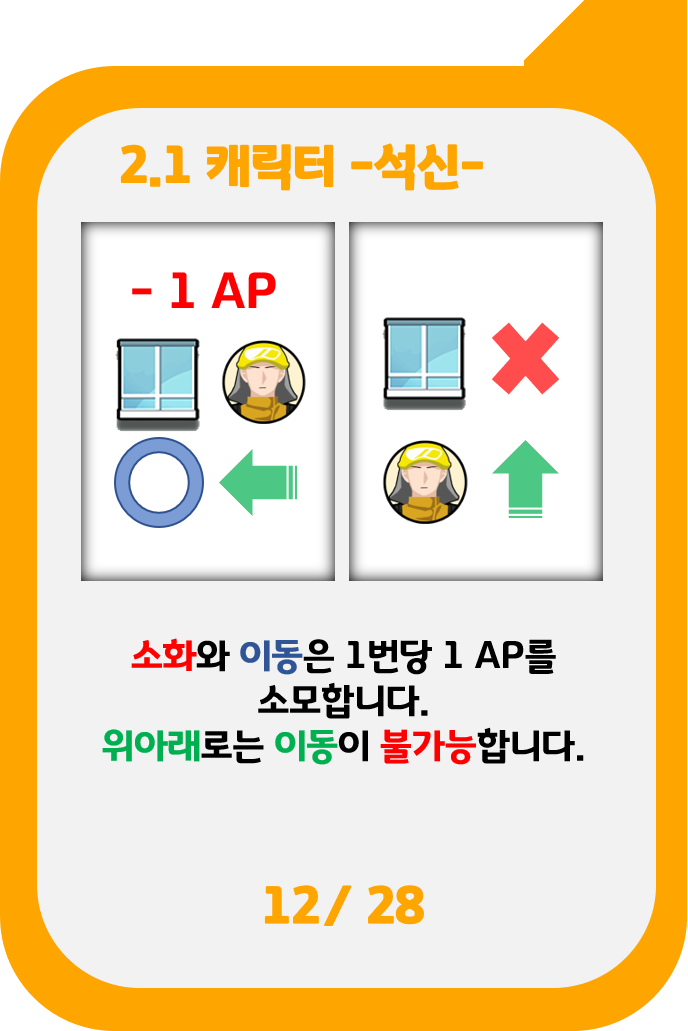 2.1 캐릭터 -석신-
- 1 AP
소화와 이동은 1번당 1 AP를
소모합니다.
위아래로는 이동이 불가능합니다.
12/ 28